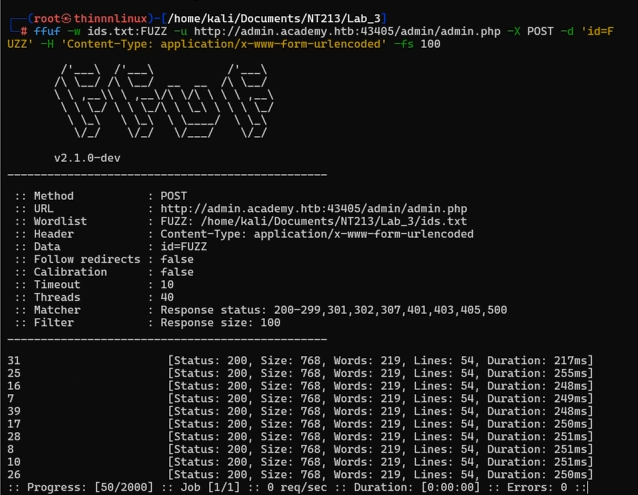 (root㉿thinnnlinux)-[/home/kali/Documents/NT213/Lab_3]
# ffuf -w ids.txt:FUZZ -u http://admin.academy.htb:43405/admin/admin.php -X POST -d 'id=F
UZZ' -H 'Content-Type: application/x-www-form-urlencoded' -fs 100
v2.1.0-dev
:: Method : POST
:: URL : http://admin.academy.htb:43405/admin/admin.php
:: Wordlist : FUZZ: /home/kali/Documents/NT213/Lab_3/ids.txt
:: Header : Content-Type: application/x-www-form-urlencoded
:: Data : id=FUZZ
:: Follow redirects : false
:: Calibration : false
:: Timeout : 10
:: Threads : 40
:: Matcher : Response status: 200-299,301,302,307,401,403,405,500
:: Filter : Response size: 100
31 [Status: 200, Size: 768, Words: 219, Lines: 54, Duration: 217ms]
25 [Status: 200, Size: 768, Words: 219, Lines: 54, Duration: 255ms]
16 [Status: 200, Size: 768, Words: 219, Lines: 54, Duration: 248ms]
7 [Status: 200, Size: 768, Words: 219, Lines: 54, Duration: 249ms]
39 [Status: 200, Size: 768, Words: 219, Lines: 54, Duration: 248ms]
17 [Status: 200, Size: 768, Words: 219, Lines: 54, Duration: 250ms]
28 [Status: 200, Size: 768, Words: 219, Lines: 54, Duration: 251ms]
8 [Status: 200, Size: 768, Words: 219, Lines: 54, Duration: 251ms]
10 [Status: 200, Size: 768, Words: 219, Lines: 54, Duration: 251ms]
26 [Status: 200, Size: 768, Words: 219, Lines: 54, Duration: 250ms]
:: Progress: [50/2000] :: Job [1/1] :: 0 req/sec :: Duration: [0:00:00] :: Errors: 0 ::